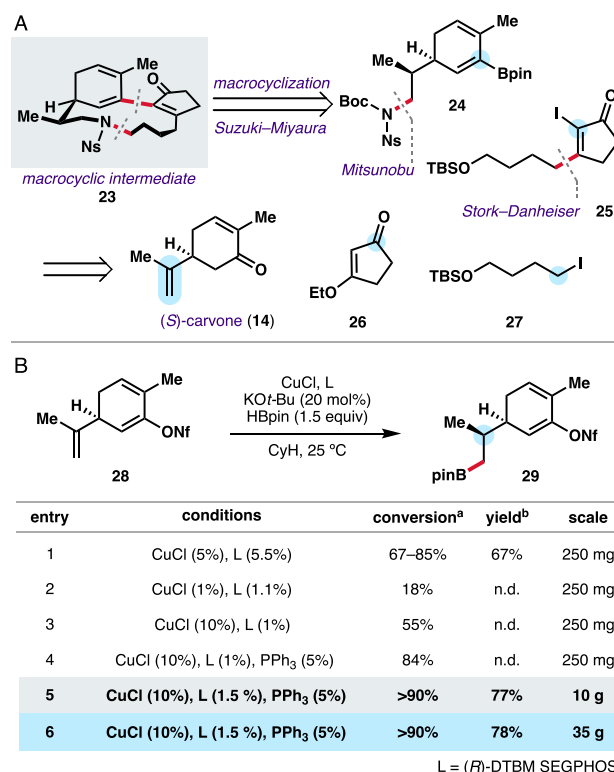 A
Me
O
H
Me
N
Ns
macrocyclic intermediate
23
macrocyclization
Suzuki–Miyaura
Me
Me
H
Bpin
24
Boc
N
Ns
Mitsunobu
I
O
TBSO
Stork–Danheiser
25
Me
H
Me
O
(S)-carvone (14)
O
EtO
26
I
TBSO
27
B
Me
H
Me
ONf
28
CuCl, L
KOt-Bu (20 mol%)
HBpin (1.5 equiv)
CyH, 25 ºC
Me
H
Me
ONf
pinB
29
entry conditions conversionᵃ yieldᵇ scale
1 CuCl (5%), L (5.5%) 67–85% 67% 250 mg
2 CuCl (1%), L (1.1%) 18% n.d. 250 mg
3 CuCl (10%), L (1%) 55% n.d. 250 mg
4 CuCl (10%), L (1%), PPh₃ (5%) 84% n.d. 250 mg
5 CuCl (10%), L (1.5 %), PPh₃ (5%) >90% 77% 10 g
6 CuCl (10%), L (1.5 %), PPh₃ (5%) >90% 78% 35 g
L = (R)-DTBM SEGPHOS